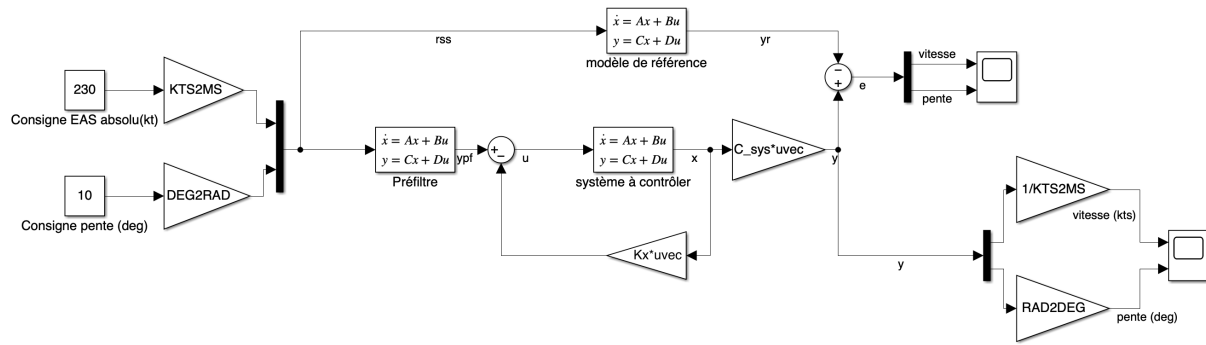 ẋ = Ax + Bu
y = Cx + Du
rss
yr
modèle de référence
230
KTS2MS
Consigne EAS absolu(kt)
−
+
e
vitesse
pente
10
DEG2RAD
Consigne pente (deg)
ẋ = Ax + Bu
y = Cx + Du
Préfiltre
ypf
+
−
u
ẋ = Ax + Bu
y = Cx + Du
système à contrôler
x
C_sys*uvec
y
Kx*uvec
y
1/KTS2MS
vitesse (kts)
RAD2DEG
pente (deg)